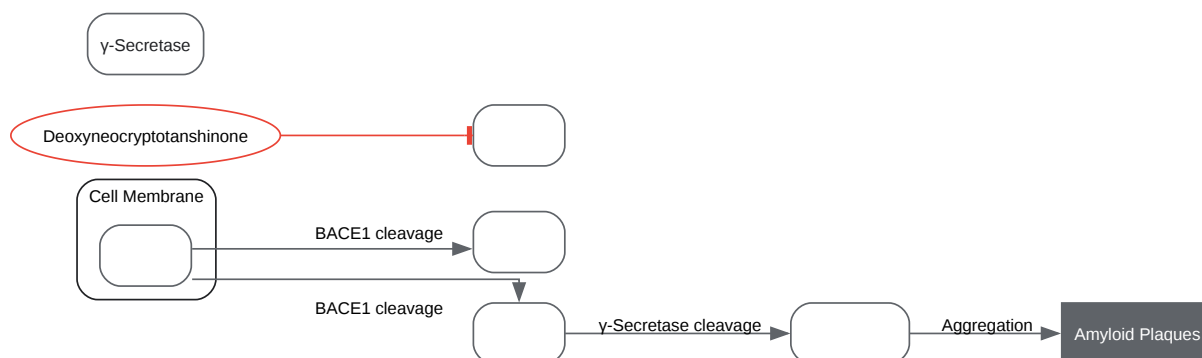 γ-Secretase
Deoxyneocryptotanshinone
Cell Membrane
BACE1 cleavage
BACE1 cleavage
γ-Secretase cleavage
Aggregation
Amyloid Plaques